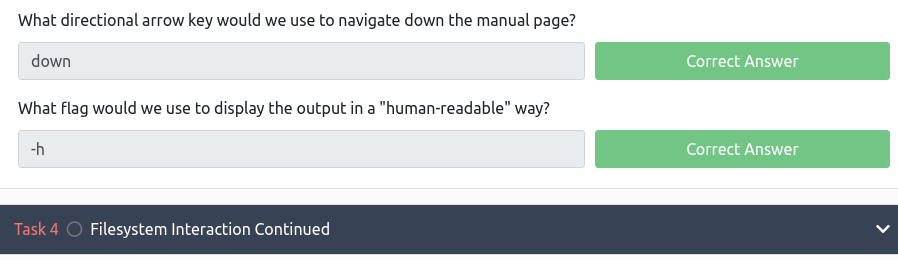 What directional arrow key would we use to navigate down the manual page?
down
Correct Answer
What flag would we use to display the output in a "human-readable" way?
-h
Correct Answer
Task 4 Filesystem Interaction Continued